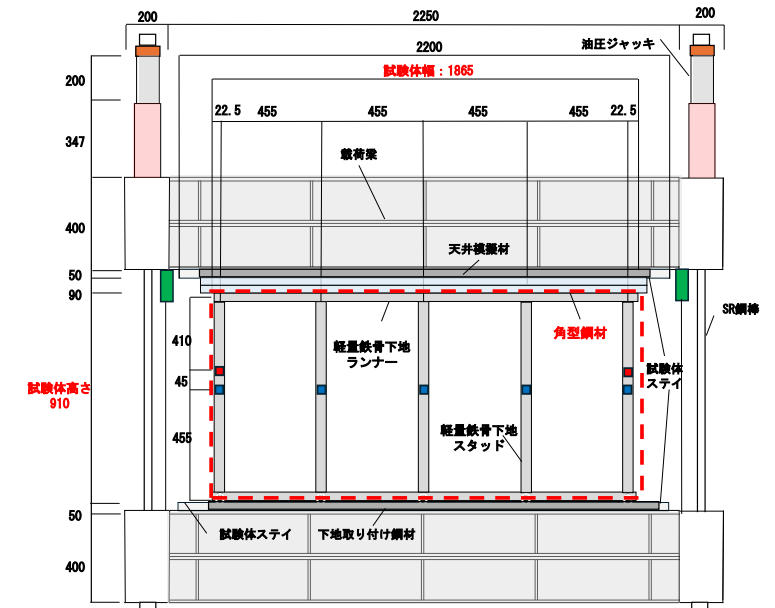 200
2250
200
2200
油圧ジャッキ
試験体幅：1865
200
22.5
455
455
455
455
22.5
347
載荷梁
400
天井模擬材
50
90
SR鋼棒
410
軽量鉄骨下地
ランナー
角型鋼材
45
試験体
ステイ
試験体高さ
910
455
軽量鉄骨下地
スタッド
50
試験体ステイ
下地取り付け鋼材
400